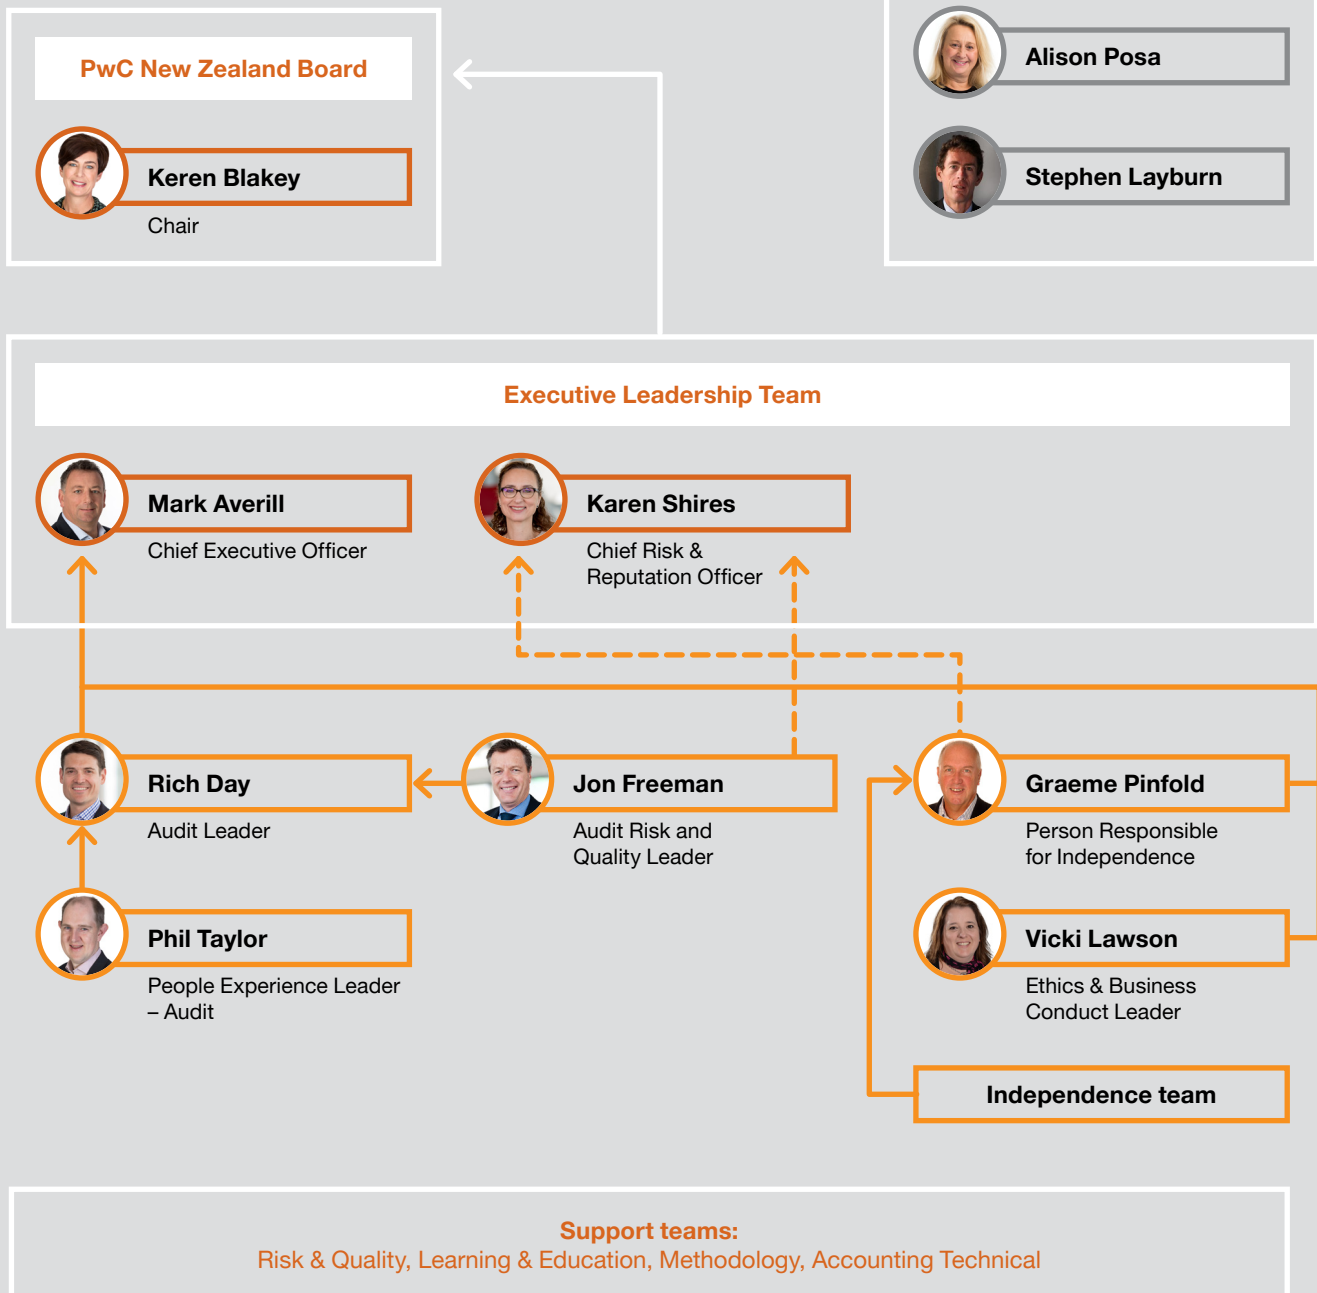 PwC New Zealand Board
Keren Blakey
Chair
Alison Posa
Stephen Layburn
Executive Leadership Team
Mark Averill
Chief Executive Officer
Karen Shires
Chief Risk &
Reputation Officer
Rich Day
Audit Leader
Jon Freeman
Audit Risk and
Quality Leader
Graeme Pinfold
Person Responsible
for Independence
Phil Taylor
People Experience Leader
– Audit
Vicki Lawson
Ethics & Business
Conduct Leader
Independence team
Support teams:
Risk & Quality, Learning & Education, Methodology, Accounting Technical